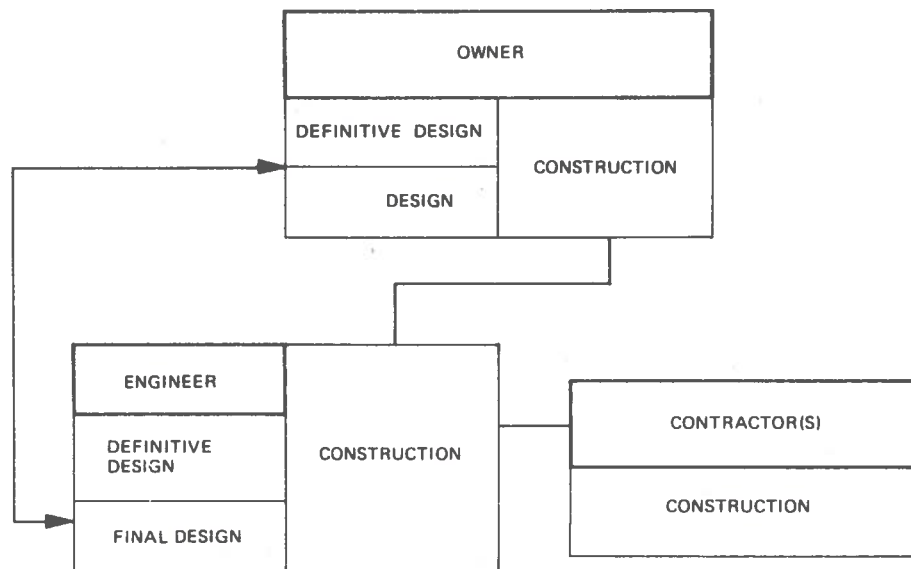 OWNER
DEFINITIVE DESIGN
CONSTRUCTION
DESIGN
ENGINEER
DEFINITIVE
DESIGN
FINAL DESIGN
CONSTRUCTION
CONTRACTOR(S)
CONSTRUCTION